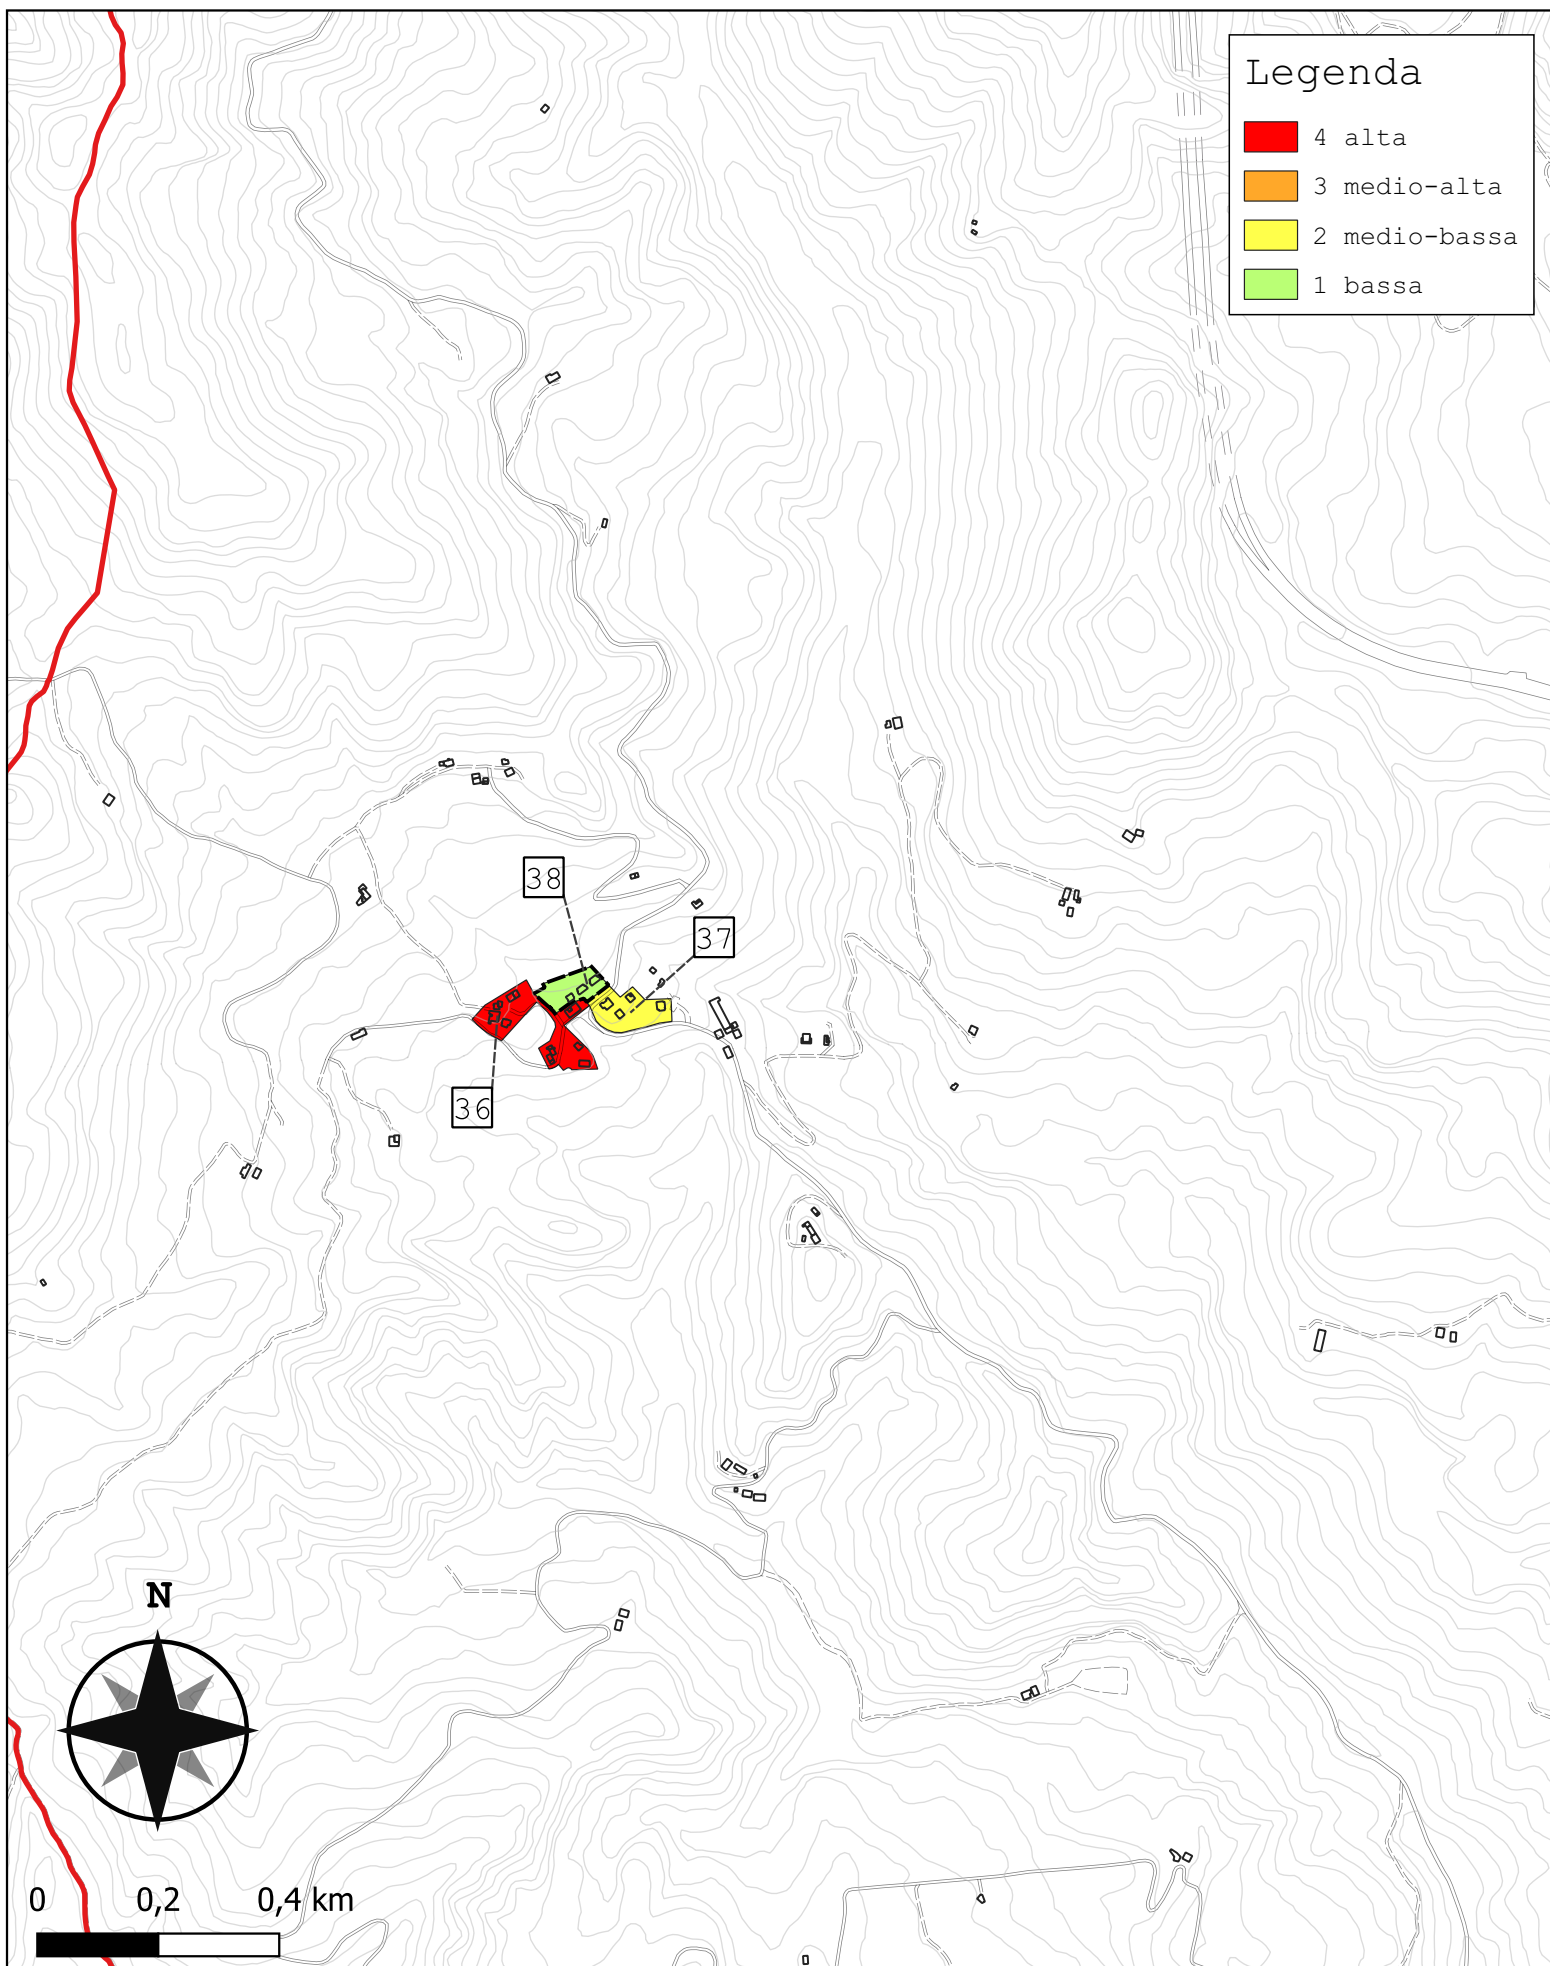 Legenda
4 alta
3 medio-alta
2 medio-bassa
1 bassa
38
37
36
N
0 0,2 0,4 km